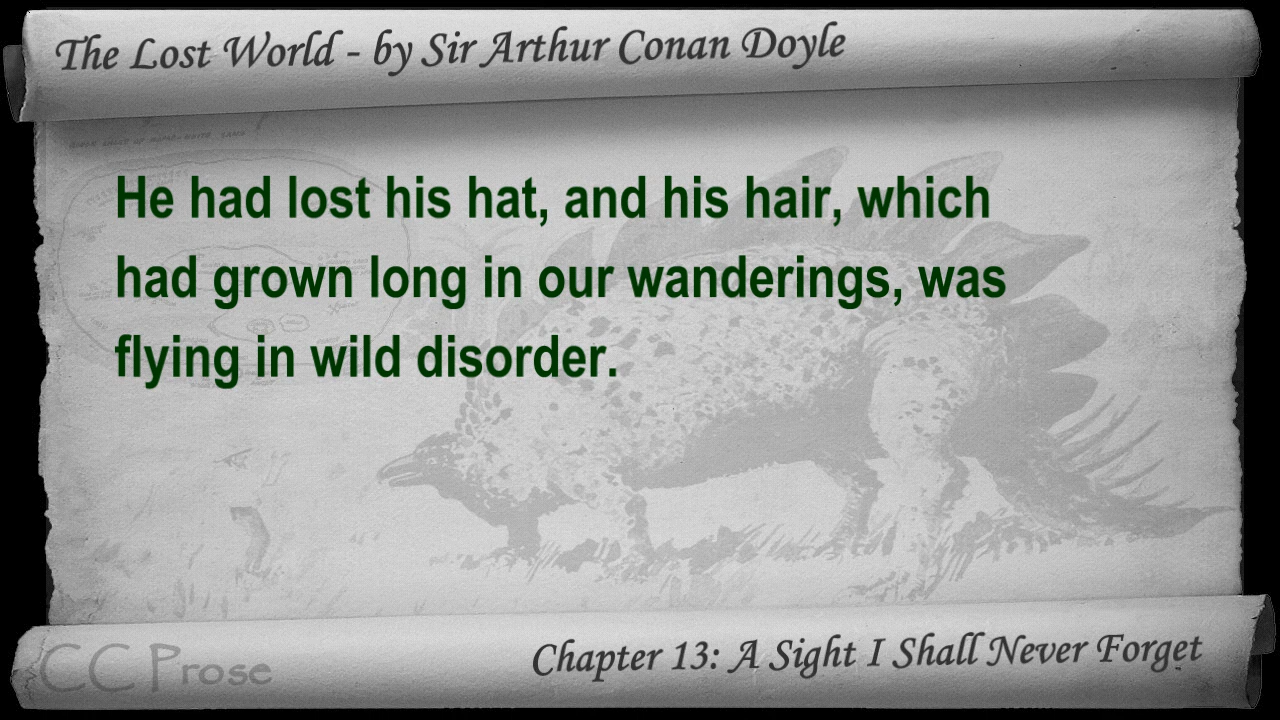 The Lost World - by Sir Arthur Conan Doyle
He had lost his hat, and his hair, which
had grown long in our wanderings, was
flying in wild disorder.
CC Prose
Chapter 13: A Sight I Shall Never Forget